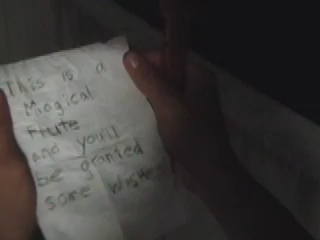 This is a
Magical
Flute
and you'll
be granted
some wishes